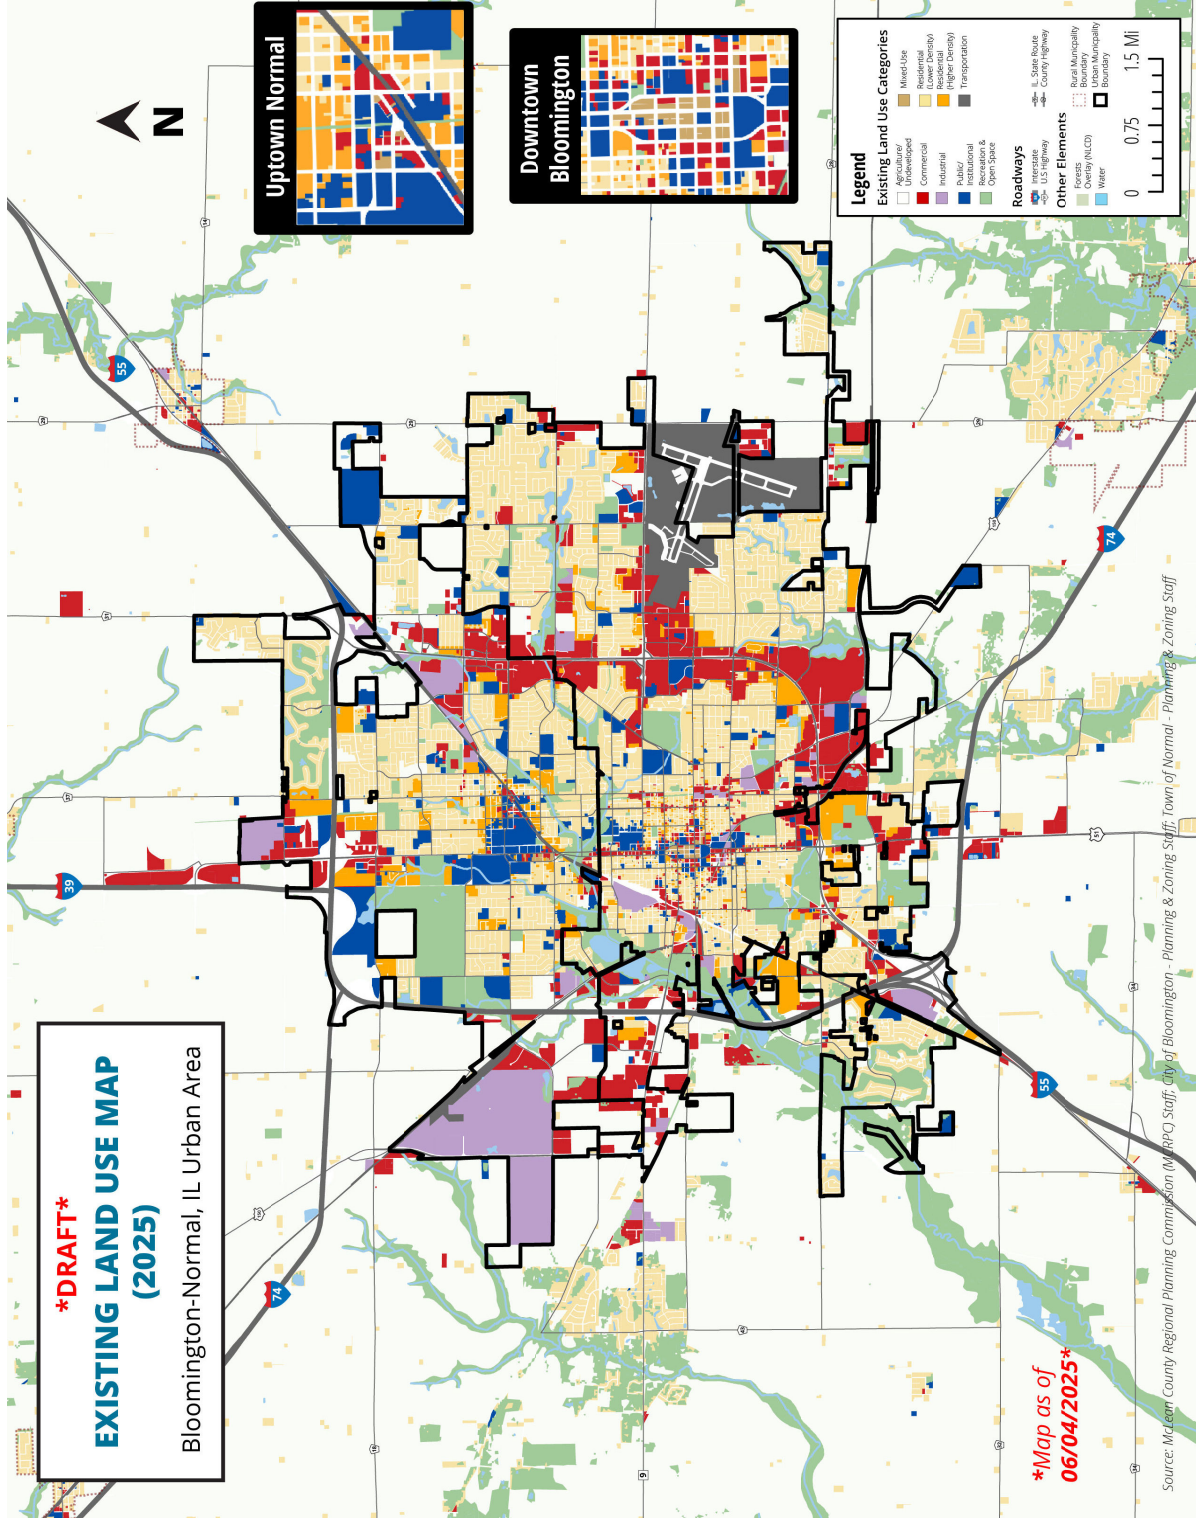 *DRAFT*
EXISTING LAND USE MAP
(2025)
Bloomington-Normal, IL Urban Area
N
Uptown Normal
Downtown
Bloomington
Legend
Existing Land Use Categories
Agriculture/
Undeveloped
Commercial
Industrial
Public/
Institutional
Recreation &
Open Space
Mixed-Use
Residential
(Lower Density)
Residential
(Higher Density)
Transportation
Roadways
Interstate
U.S Highway
IL. State Route
County Highway
Other Elements
Forests
Overlay (NLCD)
Water
Rural Municpality
Boundary
Urban Municpality
Boundary
0 0.75 1.5 Mi
55
39
74
74
55
51
9
*Map as of
06/04/2025*
Source: McLean County Regional Planning Commission (MCRPC) Staff; City of Bloomington - Planning & Zoning Staff; Town of Normal - Planning & Zoning Staff